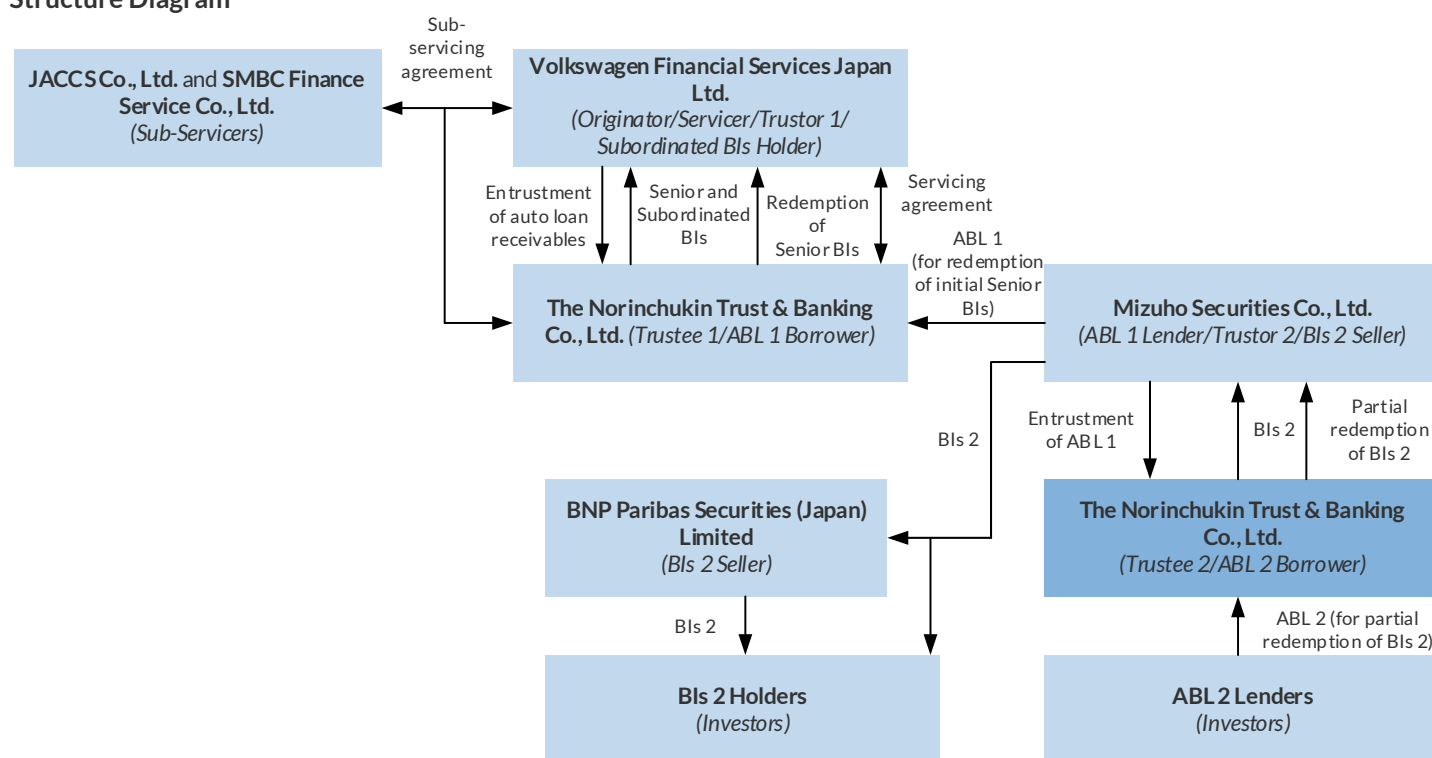 Structure Diagram
Sub-
servicing
agreement
JACCS Co., Ltd. and SMBC Finance
Service Co., Ltd.
(Sub-Servicers)
Volkswagen Financial Services Japan
Ltd.
(Originator/Servicer/Trustor 1/
Subordinated BIs Holder)
Entrustment
of auto loan
receivables
Senior and
Subordinated
BIs
Redemption
of
Senior BIs
Servicing
agreement
ABL 1
(for redemption
of initial Senior
BIs)
The Norinchukin Trust & Banking
Co., Ltd. (Trustee 1/ABL 1 Borrower)
Mizuho Securities Co., Ltd.
(ABL 1 Lender/Trustor 2/BIs 2 Seller)
BIs 2
Entrustment
of ABL 1
BIs 2
Partial
redemption
of BIs 2
BNP Paribas Securities (Japan)
Limited
(BIs 2 Seller)
The Norinchukin Trust & Banking
Co., Ltd.
(Trustee 2/ABL 2 Borrower)
BIs 2
ABL 2 (for partial
redemption of BIs 2)
BIs 2 Holders
(Investors)
ABL 2 Lenders
(Investors)